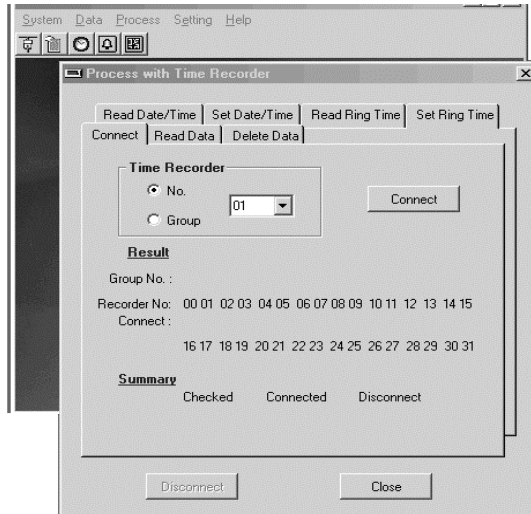 System Data Process Setting Help
Process with Time Recorder
Read Date/Time Set Date/Time Read Ring Time Set Ring Time
Connect Read Data Delete Data
Time Recorder
No.
01
Group
Connect
Result
Group No. :
Recorder No: 00 01 02 03 04 05 06 07 08 09 10 11 12 13 14 15
Connect :
16 17 18 19 20 21 22 23 24 25 26 27 28 29 30 31
Summary
Checked Connected Disconnect
Disconnect Close